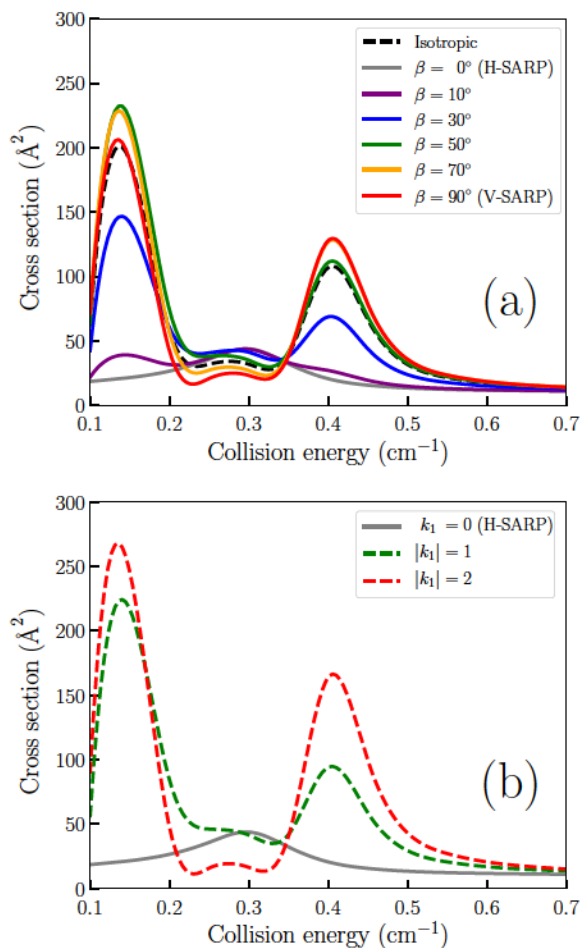 300
250
200
150
100
50
0
Cross section (Å²)
Isotropic
β = 0° (H-SARP)
β = 10°
β = 30°
β = 50°
β = 70°
β = 90° (V-SARP)
(a)
0.1 0.2 0.3 0.4 0.5 0.6 0.7
Collision energy (cm⁻¹)
300
250
200
150
100
50
0
Cross section (Å²)
k₁ = 0 (H-SARP)
|k₁| = 1
|k₁| = 2
(b)
0.1 0.2 0.3 0.4 0.5 0.6 0.7
Collision energy (cm⁻¹)